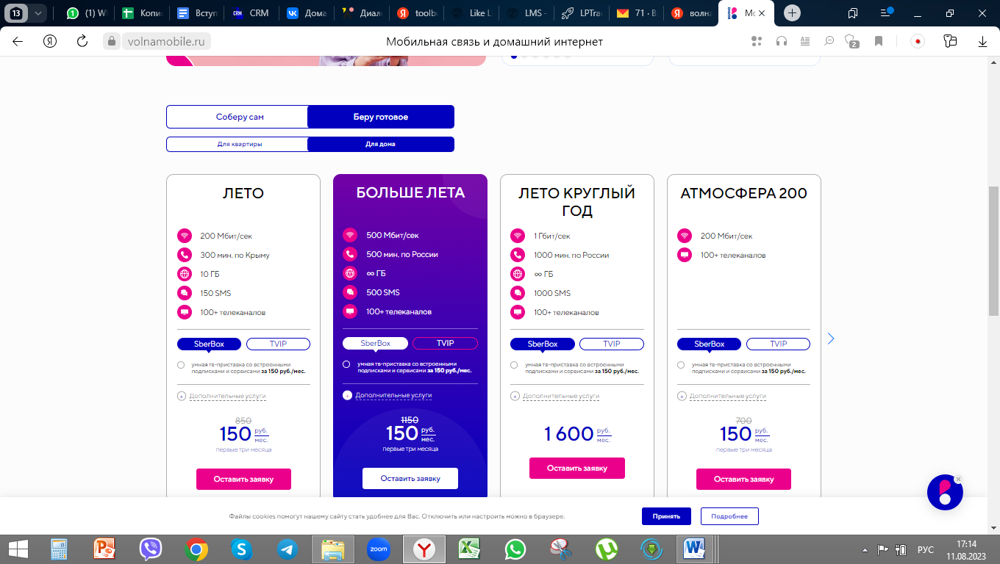 13
(1) W
Копи
Вступ
CRM
CRM
Дома
Диал
toolb
Like L
LMS -
LPTra
71 · В
волн
Мо
volnamobile.ru
Мобильная связь и домашний интернет
2
Соберу сам
Беру готовое
Для квартиры
Для дома
ЛЕТО
200 Мбит/сек
300 мин. по Крыму
10 ГБ
150 SMS
100+ телеканалов
SberBox
TVIP
умная тв-приставка со встроенными
подписками и сервисами за 150 руб./мес.
Дополнительные услуги
850
150 руб.
мес.
первые три месяца
Оставить заявку
БОЛЬШЕ ЛЕТА
500 Мбит/сек
500 мин. по России
∞ ГБ
500 SMS
100+ телеканалов
SberBox
TVIP
умная тв-приставка со встроенными
подписками и сервисами за 150 руб./мес.
Дополнительные услуги
1150
150 руб.
мес.
первые три месяца
Оставить заявку
ЛЕТО КРУГЛЫЙ
ГОД
1 Гбит/сек
1000 мин. по России
∞ ГБ
1000 SMS
100+ телеканалов
SberBox
TVIP
умная тв-приставка со встроенными
подписками и сервисами за 150 руб./мес.
Дополнительные услуги
1 600 руб.
мес.
Оставить заявку
АТМОСФЕРА 200
200 Мбит/сек
100+ телеканалов
SberBox
TVIP
умная тв-приставка со встроенными
подписками и сервисами за 150 руб./мес.
Дополнительные услуги
700
150 руб.
мес.
первые три месяца
Оставить заявку
Файлы cookies помогут нашему сайту стать удобнее для Вас. Отключить или настроить можно в браузере.
Принять
Подробнее
zoom
РУС
17:14
11.08.2023